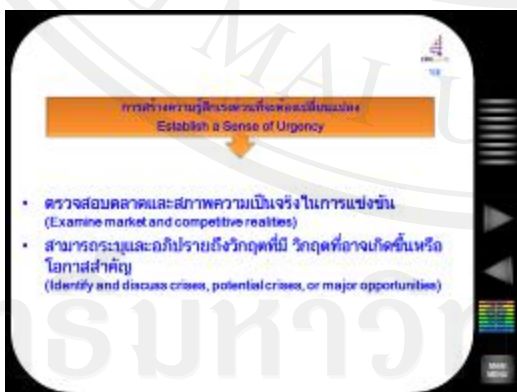 การสร้างความรู้สึกเร่งด่วนที่จะต้องเปลี่ยนแปลง
Establish a Sense of Urgency
• ตรวจสอบตลาดและสภาพความเป็นจริงในการแข่งขัน
(Examine market and competitive realities)
• สามารถระบุและอภิปรายถึงวิกฤตที่มี วิกฤตที่อาจเกิดขึ้นหรือ
โอกาสสำคัญ
(Identify and discuss crises, potential crises, or major opportunities)
MAIN
MENU